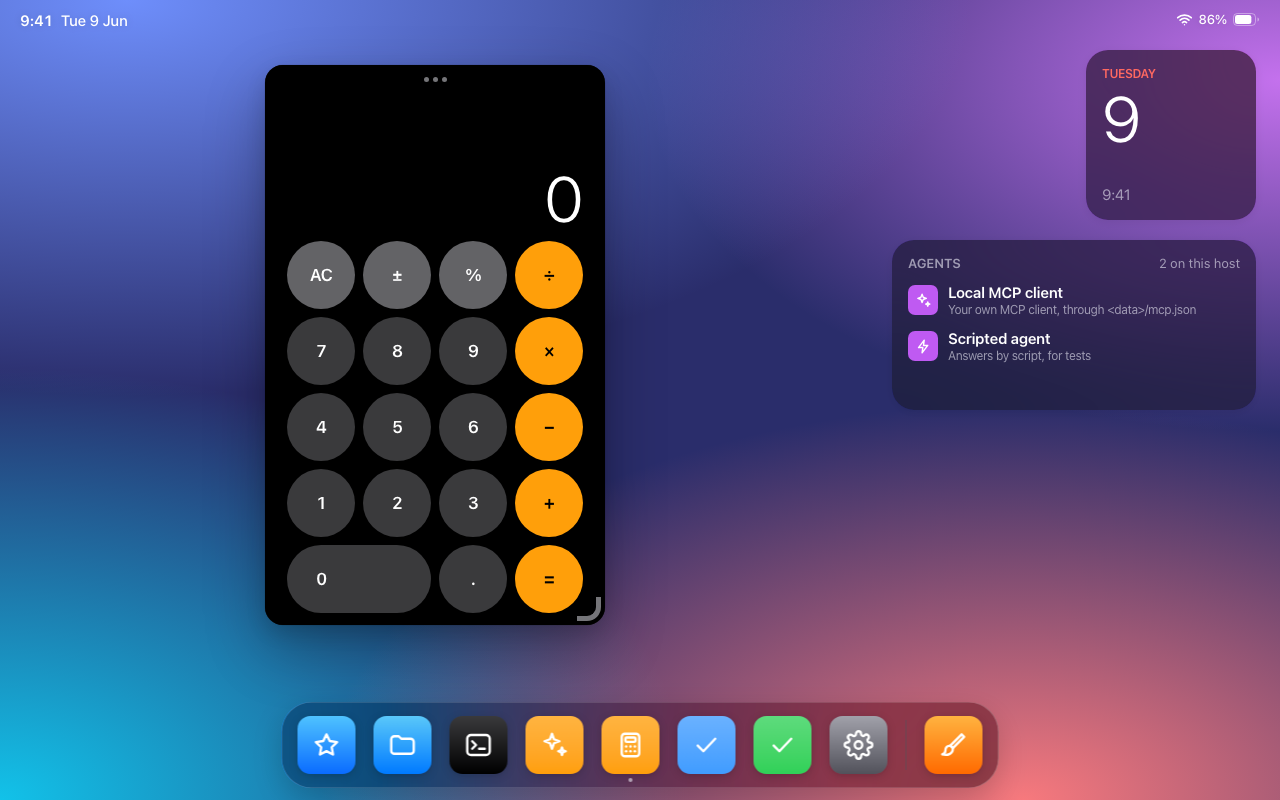 9:41 Tue 9 Jun
86%
0
AC ± % ÷
7 8 9 ×
4 5 6 −
1 2 3 +
0 . =
TUESDAY
9
9:41
AGENTS 2 on this host
Local MCP client
Your own MCP client, through <data>/mcp.json
Scripted agent
Answers by script, for tests